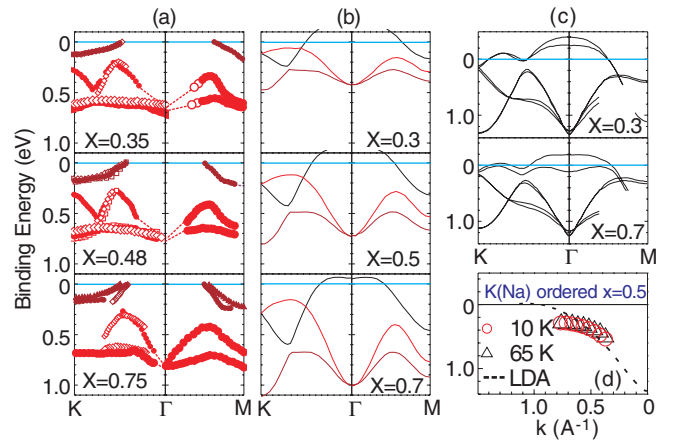 (a) (b) (c)
0
0.5
1.0
X=0.35
X=0.3
0
1.0
X=0.3
Binding Energy (eV)
0
0.5
1.0
X=0.48
X=0.5
0
1.0
X=0.7
K Γ M
0
0.5
1.0
X=0.75
X=0.7
K Γ M
K Γ M
K(Na) ordered x=0.5
0
1.0
10 K
65 K
LDA
(d)
1.0 0.5 0.0
k (A⁻¹)